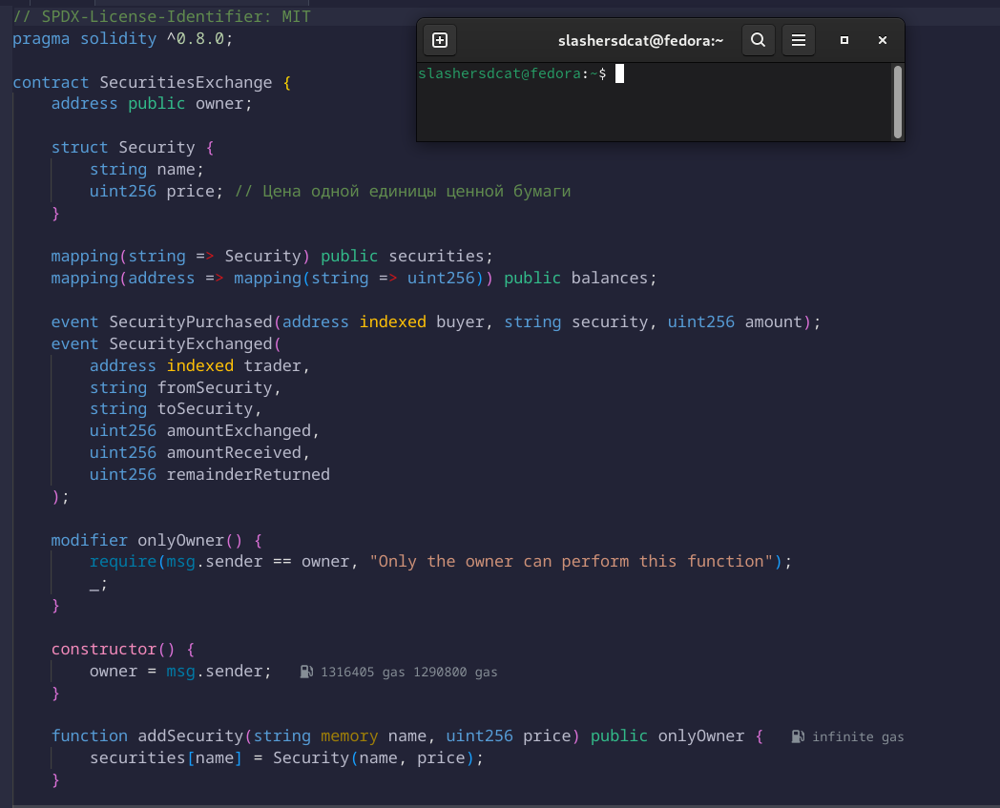 // SPDX-License-Identifier: MIT
pragma solidity ^0.8.0;
slashersdcat@fedora:~
slashersdcat@fedora:~$
contract SecuritiesExchange {
    address public owner;
    struct Security {
        string name;
        uint256 price; // Цена одной единицы ценной бумаги
    }
    mapping(string => Security) public securities;
    mapping(address => mapping(string => uint256)) public balances;
    event SecurityPurchased(address indexed buyer, string security, uint256 amount);
    event SecurityExchanged(
        address indexed trader,
        string fromSecurity,
        string toSecurity,
        uint256 amountExchanged,
        uint256 amountReceived,
        uint256 remainderReturned
    );
    modifier onlyOwner() {
        require(msg.sender == owner, "Only the owner can perform this function");
        _;
    }
    constructor() {
        owner = msg.sender; 1316405 gas 1290800 gas
    }
    function addSecurity(string memory name, uint256 price) public onlyOwner { infinite gas
        securities[name] = Security(name, price);
    }